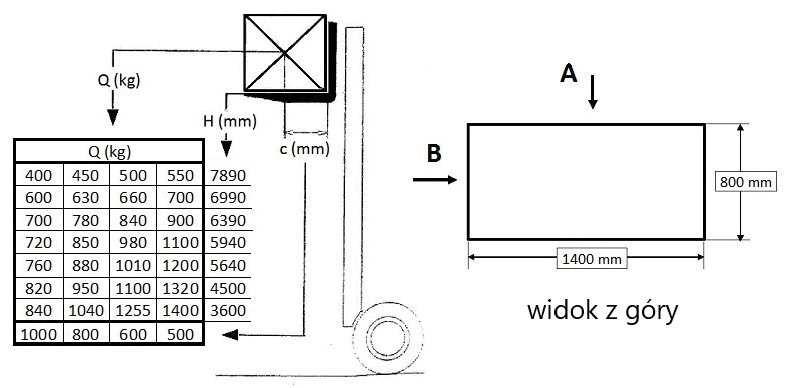 Q (kg)
H (mm)
c (mm)
Q (kg)
400 450 500 550 7890
600 630 660 700 6990
700 780 840 900 6390
720 850 980 1100 5940
760 880 1010 1200 5640
820 950 1100 1320 4500
840 1040 1255 1400 3600
1000 800 600 500
A
B
800 mm
1400 mm
widok z góry